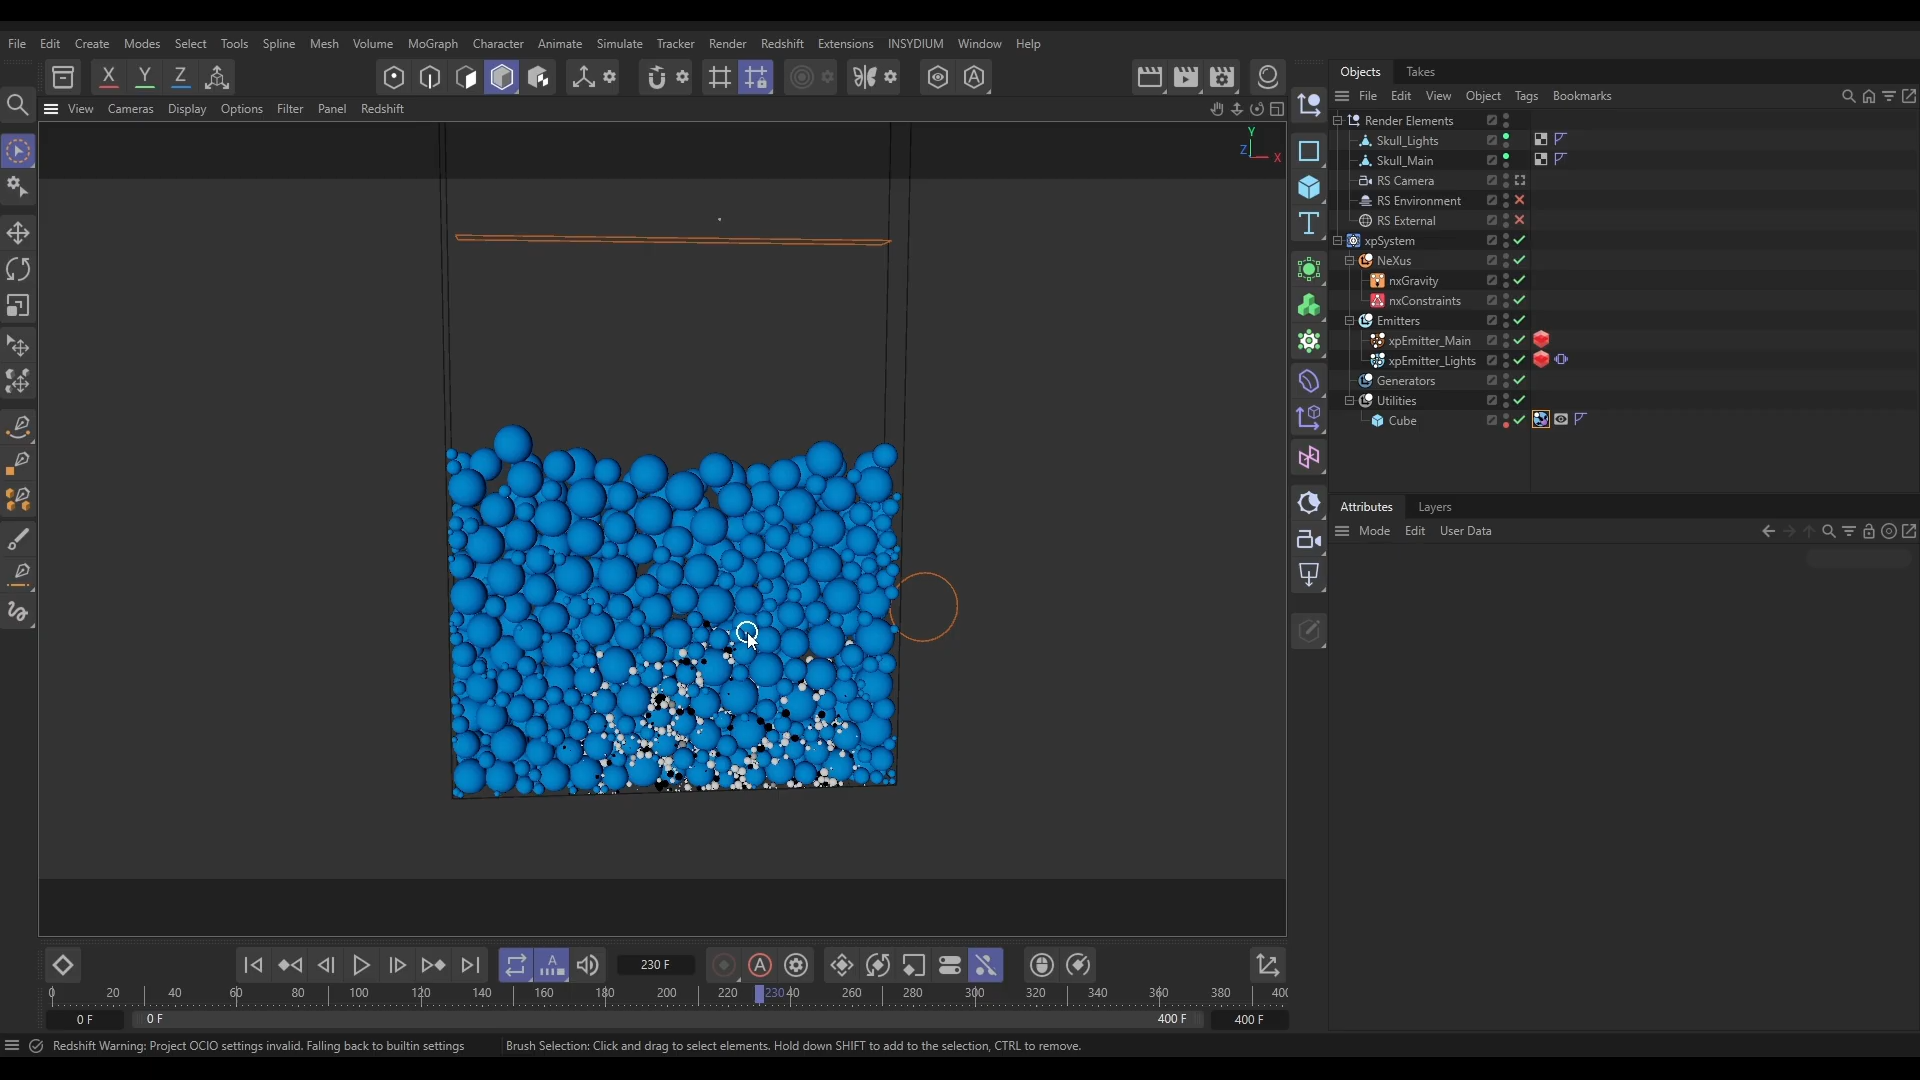 File Edit Create Modes Select Tools Spline Mesh Volume MoGraph Character Animate Simulate Tracker Render Redshift Extensions INSYDIUM Window Help
X Y Z
Objects Takes
File Edit View Object Tags Bookmarks
View Cameras Display Options Filter Panel Redshift
Y
Z X
Render Elements
Skull_Lights
Skull_Main
RS Camera
RS Environment
RS External
xpSystem
NeXus
nxGravity
nxConstraints
Emitters
xpEmitter_Main
xpEmitter_Lights
Generators
Utilities
Cube
Attributes Layers
Mode Edit User Data
230 F
0 20 40 60 80 100 120 140 160 180 200 220 230 40 260 280 300 320 340 360 380 40
0 F 0 F 400 F 400 F
Redshift Warning: Project OCIO settings invalid. Falling back to builtin settings
Brush Selection: Click and drag to select elements. Hold down SHIFT to add to the selection, CTRL to remove.